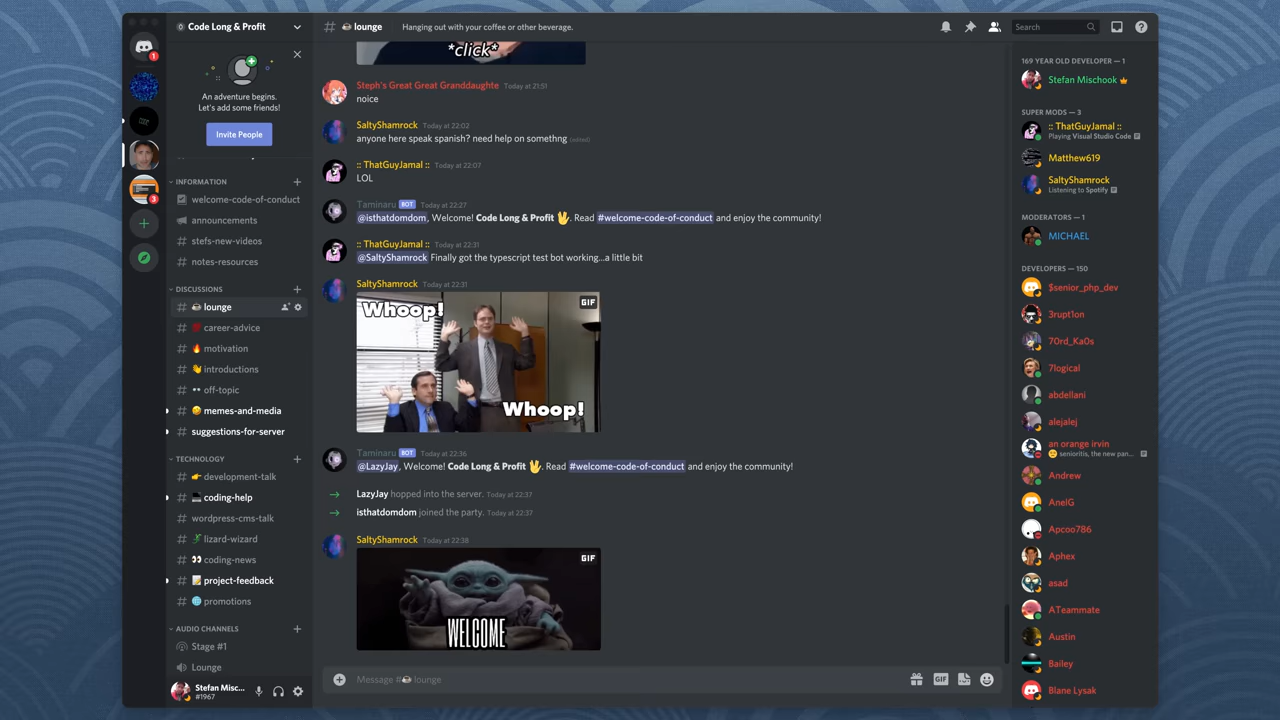 Code Long & Profit
# lounge
Hanging out with your coffee or other beverage.
Search
1
3
An adventure begins.
Let's add some friends!
Invite People
INFORMATION
welcome-code-of-conduct
announcements
stefs-new-videos
notes-resources
DISCUSSIONS
lounge
career-advice
motivation
introductions
off-topic
memes-and-media
suggestions-for-server
TECHNOLOGY
development-talk
coding-help
wordpress-cms-talk
lizard-wizard
coding-news
project-feedback
promotions
AUDIO CHANNELS
Stage #1
Lounge
Stefan Misc...
#1967
*click*
Steph's Great Great Granddaughte Today at 21:51
noice
SaltyShamrock Today at 22:02
anyone here speak spanish? need help on somethng (edited)
:: ThatGuyJamal :: Today at 22:07
LOL
Taminaru BOT Today at 22:27
@isthatdomdom, Welcome! Code Long & Profit 🖖. Read #welcome-code-of-conduct and enjoy the community!
:: ThatGuyJamal :: Today at 22:31
@SaltyShamrock Finally got the typescript test bot working...a little bit
SaltyShamrock Today at 22:31
Whoop!
GIF
Whoop!
Taminaru BOT Today at 22:36
@LazyJay, Welcome! Code Long & Profit 🖖. Read #welcome-code-of-conduct and enjoy the community!
LazyJay hopped into the server. Today at 22:37
isthatdomdom joined the party. Today at 22:37
SaltyShamrock Today at 22:38
GIF
WELCOME
Message #☕ lounge
GIF
169 YEAR OLD DEVELOPER — 1
Stefan Mischook
SUPER MODS — 3
:: ThatGuyJamal ::
Playing Visual Studio Code
Matthew619
SaltyShamrock
Listening to Spotify
MODERATORS — 1
MICHAEL
DEVELOPERS — 150
$senior_php_dev
3rupt1on
70rd_Ka0s
7logical
abdellani
alejalej
an orange irvin
senioritis, the new pan...
Andrew
AnelG
Apcoo786
Aphex
asad
ATeammate
Austin
Bailey
Blane Lysak